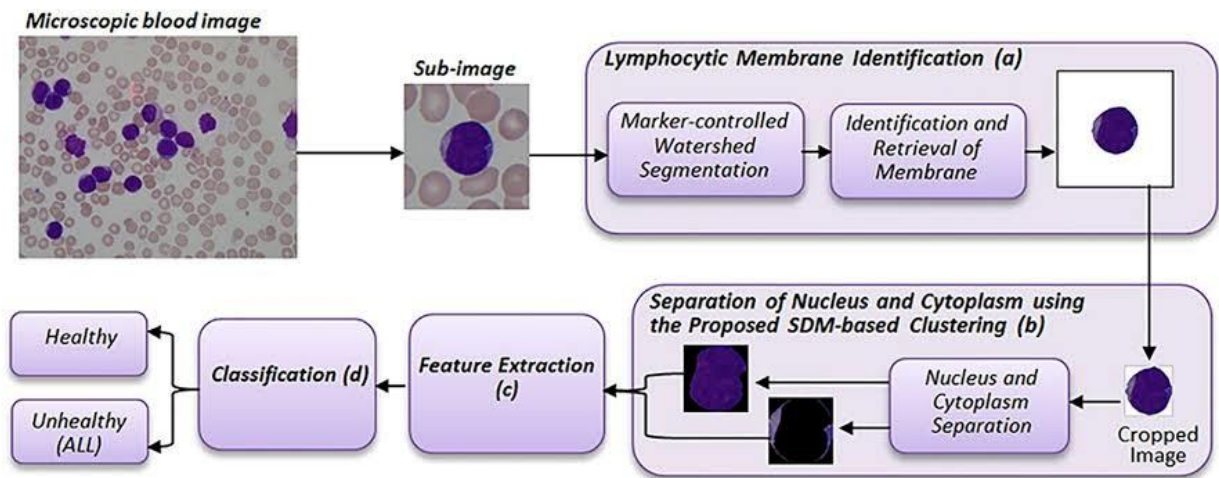 Microscopic blood image
Sub-image
Lymphocytic Membrane Identification (a)
Marker-controlled
Watershed
Segmentation
Identification and
Retrieval of
Membrane
Separation of Nucleus and Cytoplasm using
the Proposed SDM-based Clustering (b)
Nucleus and
Cytoplasm
Separation
Cropped
Image
Feature Extraction
(c)
Classification (d)
Healthy
Unhealthy
(ALL)